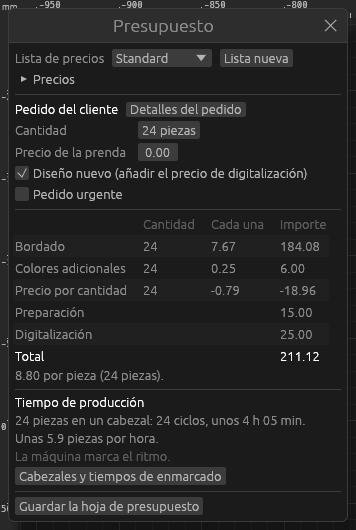 mm
-950
-900
-850
-800
Presupuesto
Lista de precios Standard Lista nueva
Precios
Pedido del cliente Detalles del pedido
Cantidad 24 piezas
Precio de la prenda 0.00
Diseño nuevo (añadir el precio de digitalización)
Pedido urgente
Cantidad Cada una Importe
Bordado 24 7.67 184.08
Colores adicionales 24 0.25 6.00
Precio por cantidad 24 -0.79 -18.96
Preparación 15.00
Digitalización 25.00
Total 211.12
8.80 por pieza (24 piezas).
Tiempo de producción
24 piezas en un cabezal: 24 ciclos, unos 4 h 05 min.
Unas 5.9 piezas por hora.
La máquina marca el ritmo.
Cabezales y tiempos de enmarcado
Guardar la hoja de presupuesto